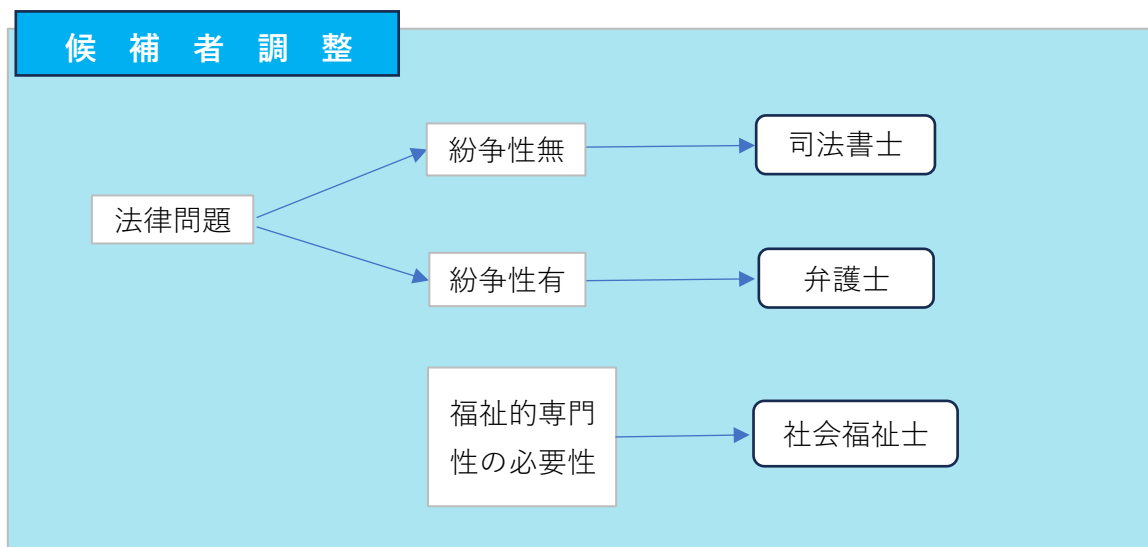 候補者調整
紛争性無
司法書士
法律問題
紛争性有
弁護士
福祉的専門
性の必要性
社会福祉士